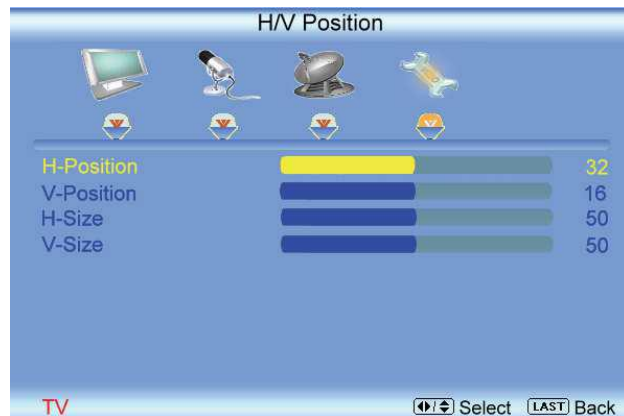 H/V Position
H-Position 32
V-Position 16
H-Size 50
V-Size 50
TV Select LAST Back